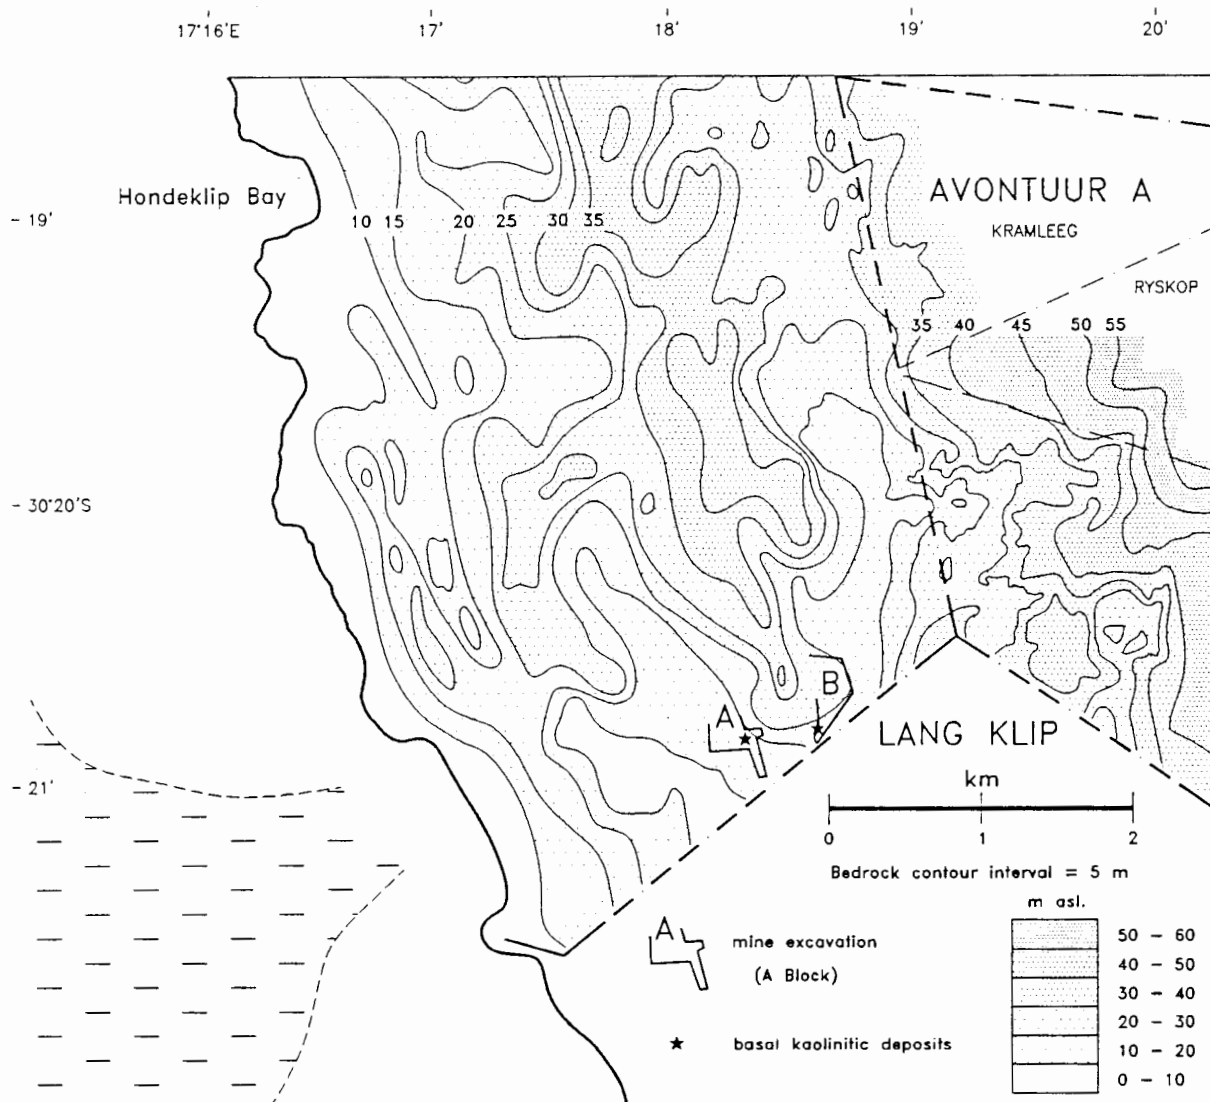 17°16'E 17' 18' 19' 20'
Hondeklip Bay
- 19'
10 15 20 25 30 35
AVONTUUR A
KRAMLEEG
RYSKOP
35 40 45 50 55
- 30°20'S
B
A
LANG KLIP
- 21'
km
0 1 2
Bedrock contour interval = 5 m
m asl.
A
mine excavation
(A Block)
basal kaolinitic deposits
50 – 60
40 – 50
30 – 40
20 – 30
10 – 20
0 – 10